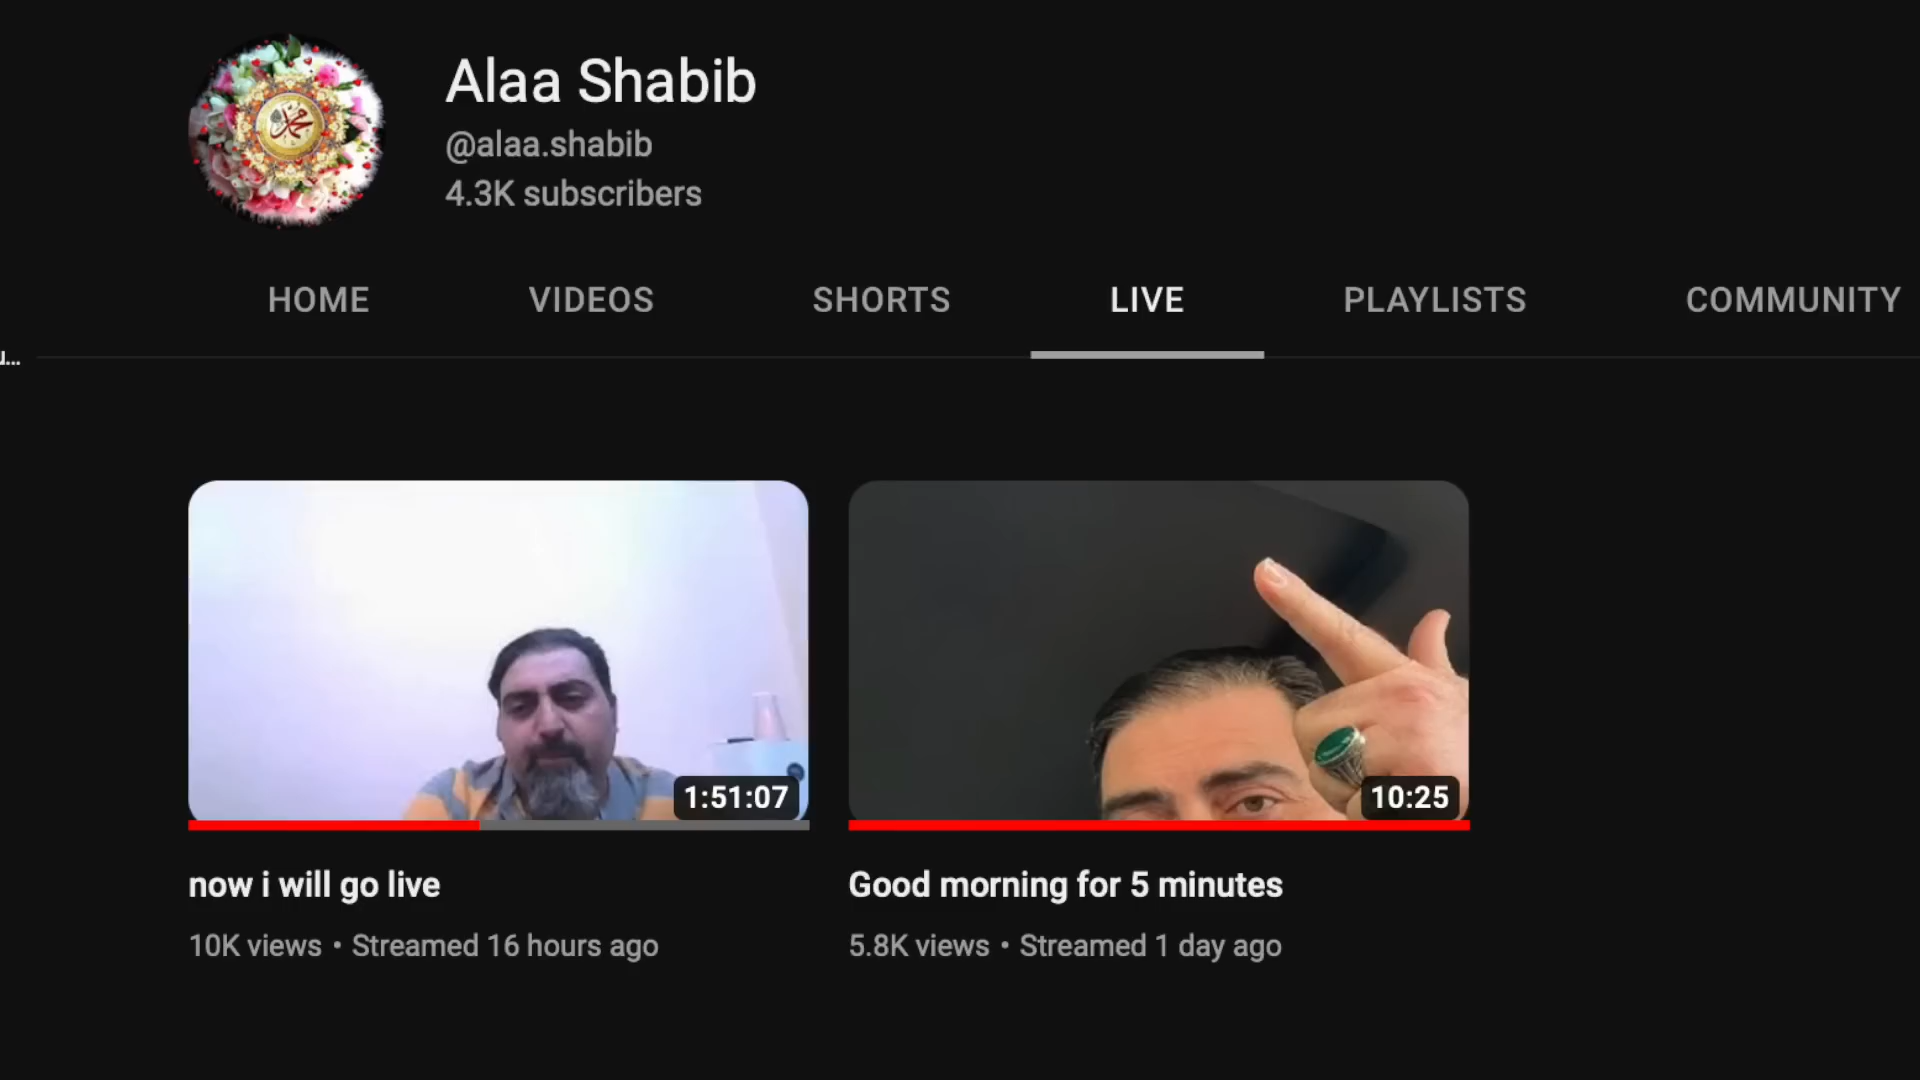 محمد
Alaa Shabib
@alaa.shabib
4.3K subscribers
HOME VIDEOS SHORTS LIVE PLAYLISTS COMMUNITY
u...
1:51:07
10:25
now i will go live
Good morning for 5 minutes
10K views • Streamed 16 hours ago
5.8K views • Streamed 1 day ago